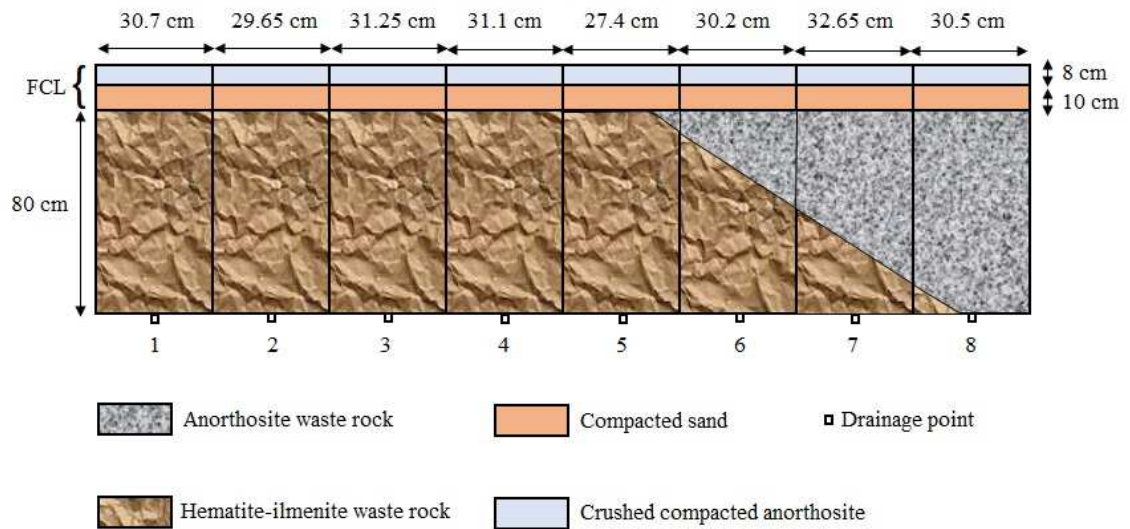 30.7 cm 29.65 cm 31.25 cm 31.1 cm 27.4 cm 30.2 cm 32.65 cm 30.5 cm
FCL
8 cm
10 cm
80 cm
1 2 3 4 5 6 7 8
Anorthosite waste rock Compacted sand Drainage point
Hematite-ilmenite waste rock Crushed compacted anorthosite